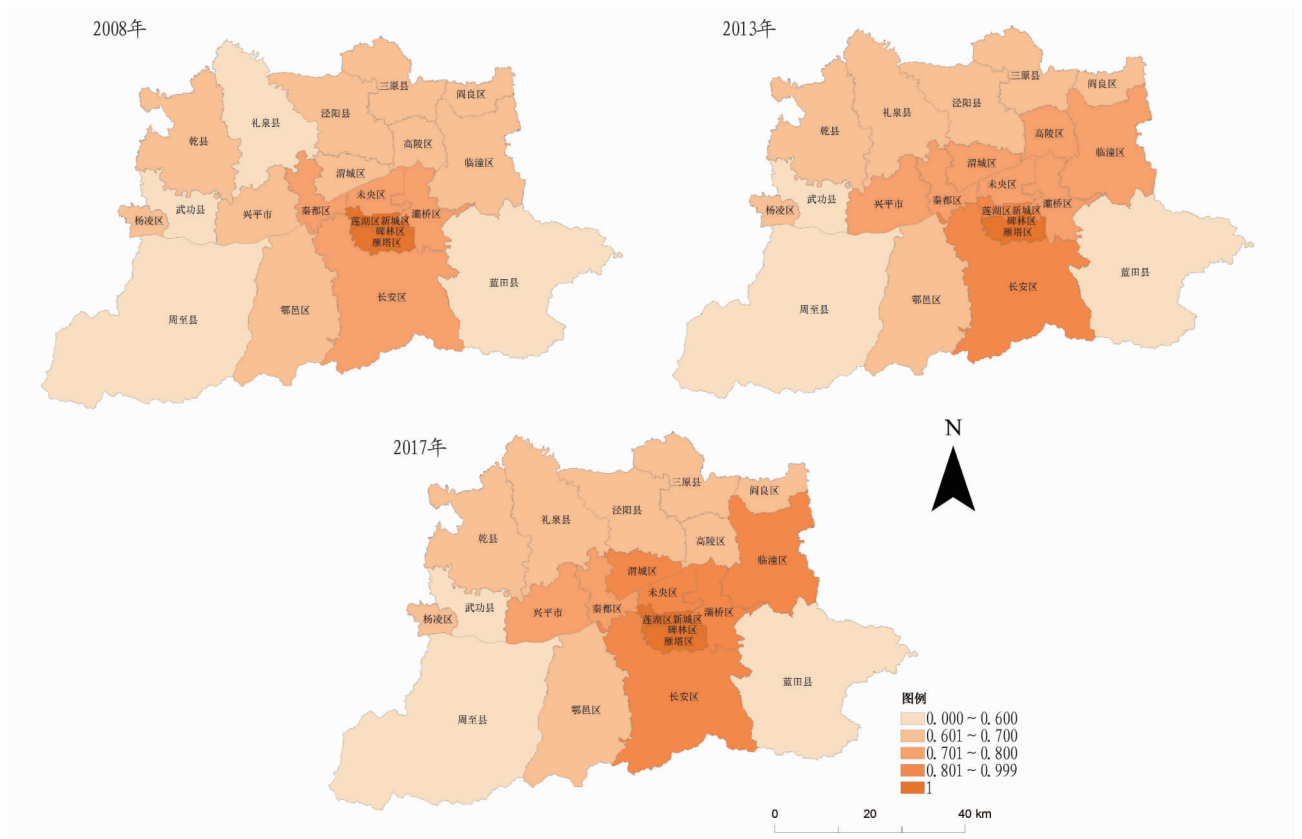 2008年
三原县
阎良区
泾阳县
礼泉县
乾县
高陵区
临潼区
渭城区
未央区
武功县
杨凌区
兴平市
秦都区
灞桥区
莲湖区新城区
碑林区
雁塔区
蓝田县
长安区
鄠邑区
周至县
2013年
三原县
阎良区
泾阳县
礼泉县
乾县
高陵区
临潼区
渭城区
未央区
武功县
杨凌区
兴平市
秦都区
灞桥区
莲湖区新城区
碑林区
雁塔区
蓝田县
长安区
鄠邑区
周至县
2017年
三原县
阎良区
泾阳县
礼泉县
乾县
高陵区
临潼区
渭城区
未央区
武功县
杨凌区
兴平市
秦都区
灞桥区
莲湖区新城区
碑林区
雁塔区
蓝田县
长安区
鄠邑区
周至县
N
图例
0.000～0.600
0.601～0.700
0.701～0.800
0.801～0.999
1
0 20 40 km